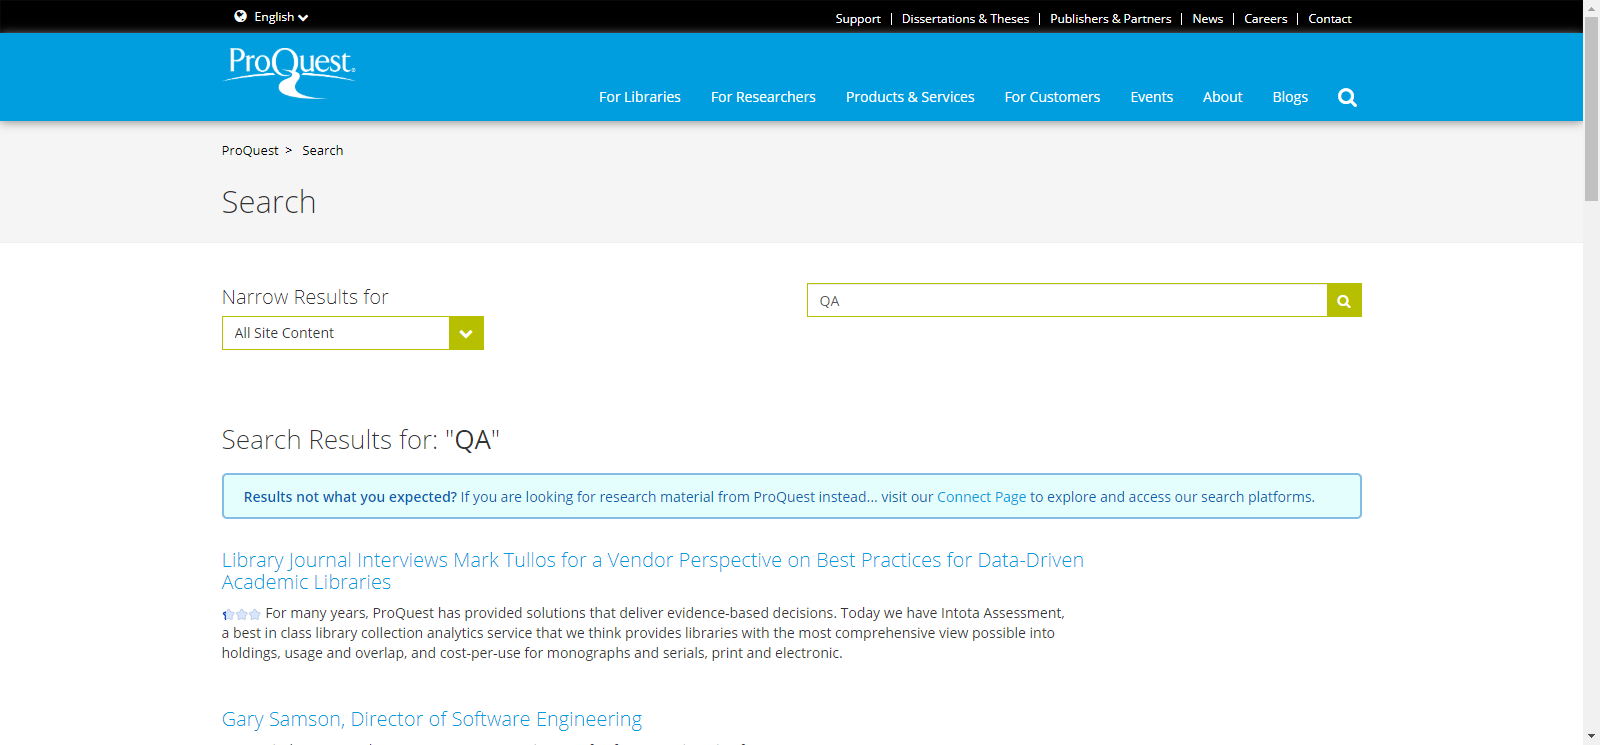 English
Support
Dissertations & Theses
Publishers & Partners
News
Careers
Contact
ProQuest
For Libraries
For Researchers
Products & Services
For Customers
Events
About
Blogs
ProQuest > Search
Search
Narrow Results for
All Site Content
QA
Search Results for: "QA"
Results not what you expected? If you are looking for research material from ProQuest instead... visit our Connect Page to explore and access our search platforms.
Library Journal Interviews Mark Tullos for a Vendor Perspective on Best Practices for Data-Driven
Academic Libraries
For many years, ProQuest has provided solutions that deliver evidence-based decisions. Today we have Intota Assessment,
a best in class library collection analytics service that we think provides libraries with the most comprehensive view possible into
holdings, usage and overlap, and cost-per-use for monographs and serials, print and electronic.
Gary Samson, Director of Software Engineering